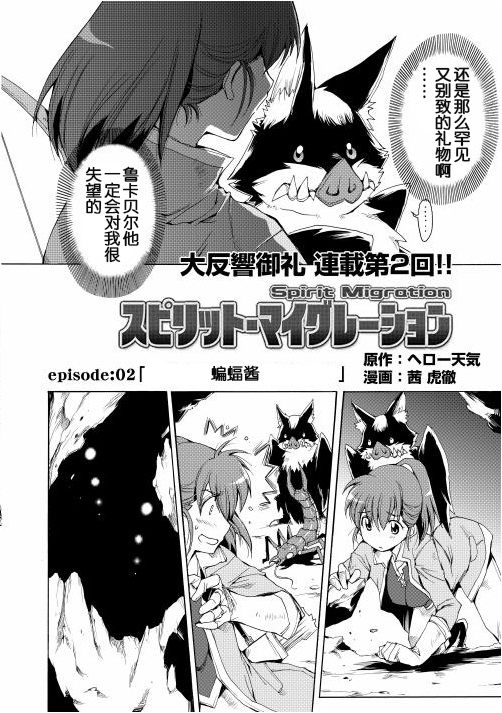 还是那么罕见
又别致的礼物啊
……
…
鲁卡贝尔他
一定会对我很
失望的
大反響御礼 連載第2回!!
Spirit Migration
スピリット・マイグレーション
原作：ヘロー天気
漫画：茜 虎徹
episode:02「 蝙蝠酱 」